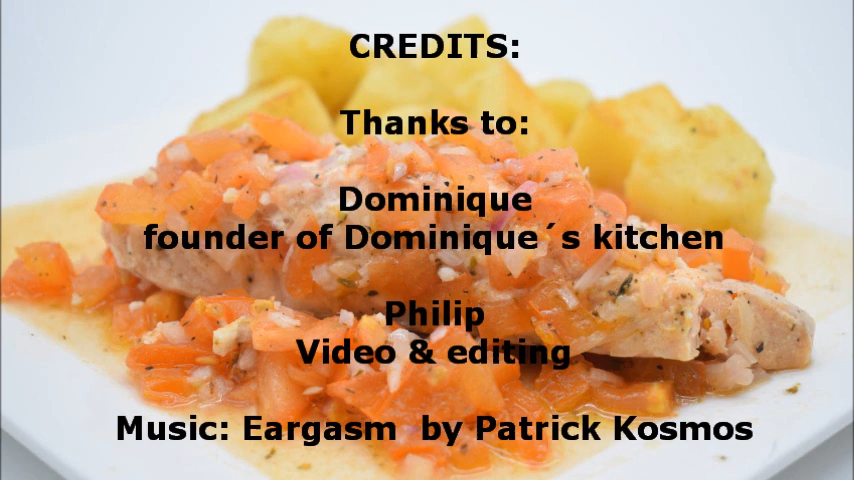 CREDITS:
Thanks to:
Dominique
founder of Dominique´s kitchen
Philip
Video & editing
Music: Eargasm  by Patrick Kosmos